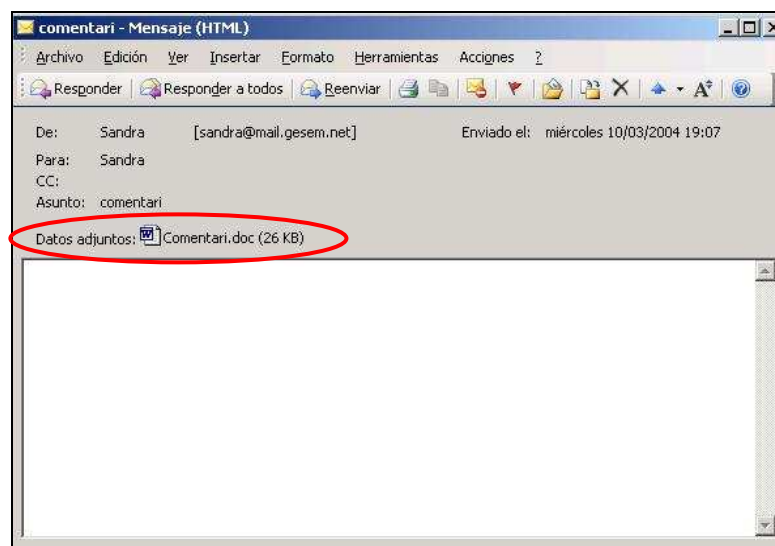 comentari - Mensaje (HTML)
Archivo Edición Ver Insertar Formato Herramientas Acciones ?
Responder Responder a todos Reenviar
De: Sandra [sandra@mail.gesem.net] Enviado el: miércoles 10/03/2004 19:07
Para: Sandra
CC:
Asunto: comentari
Datos adjuntos: Comentari.doc (26 KB)